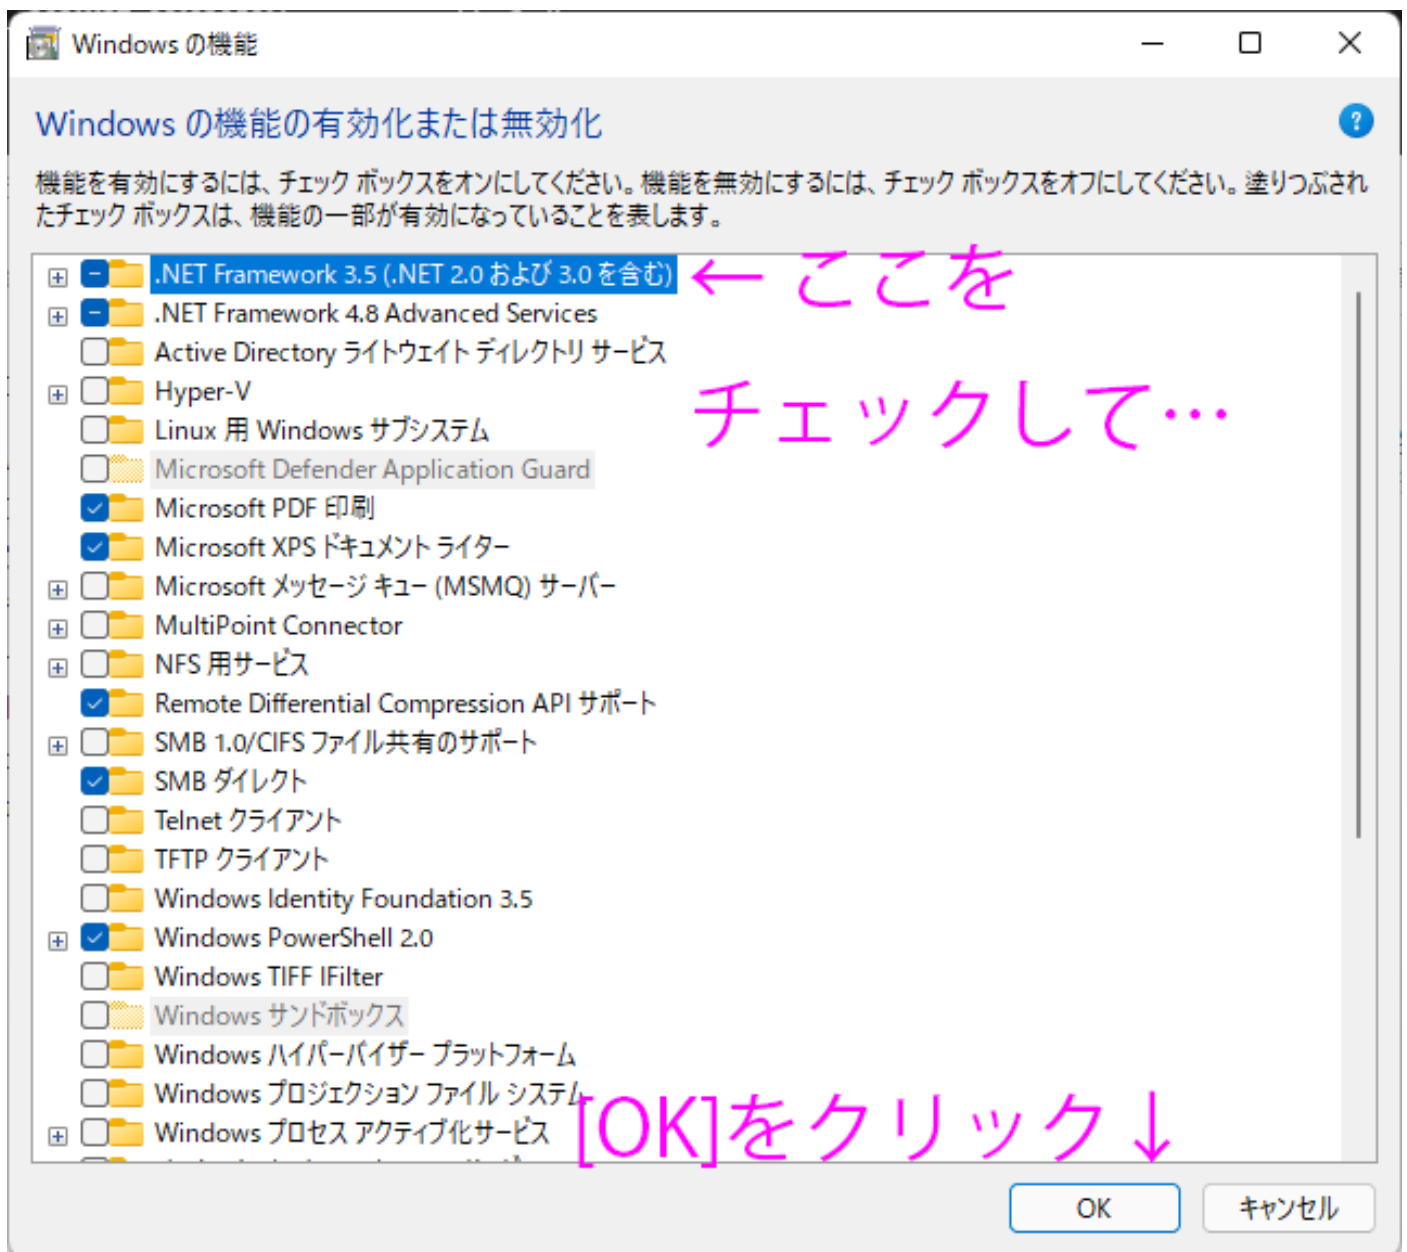 Windows の機能
Windows の機能の有効化または無効化
機能を有効にするには、チェック ボックスをオンにしてください。機能を無効にするには、チェック ボックスをオフにしてください。塗りつぶされ
たチェック ボックスは、機能の一部が有効になっていることを表します。
.NET Framework 3.5 (.NET 2.0 および 3.0 を含む) ← ここを
.NET Framework 4.8 Advanced Services
Active Directory ライトウェイト ディレクトリ サービス
Hyper-V
チェックして…
Linux 用 Windows サブシステム
Microsoft Defender Application Guard
Microsoft PDF 印刷
Microsoft XPS ドキュメント ライター
Microsoft メッセージ キュー (MSMQ) サーバー
MultiPoint Connector
NFS 用サービス
Remote Differential Compression API サポート
SMB 1.0/CIFS ファイル共有のサポート
SMB ダイレクト
Telnet クライアント
TFTP クライアント
Windows Identity Foundation 3.5
Windows PowerShell 2.0
Windows TIFF IFilter
Windows サンドボックス
Windows ハイパーバイザー プラットフォーム
Windows プロジェクション ファイル システム
Windows プロセス アクティブ化サービス
[OK]をクリック↓
OK
キャンセル